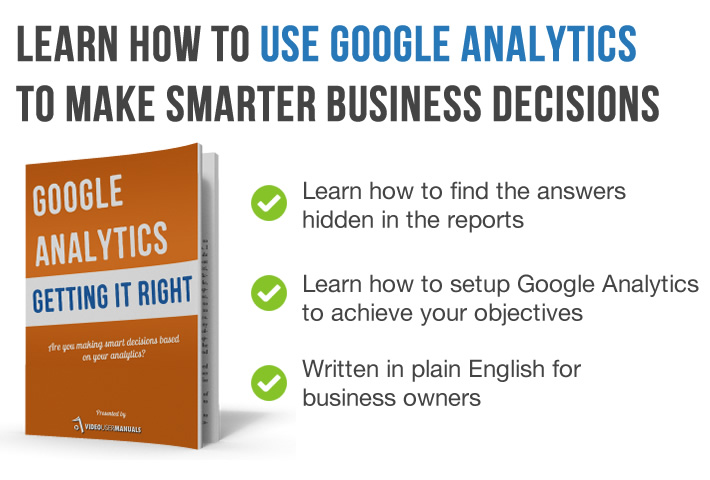 LEARN HOW TO USE GOOGLE ANALYTICS
TO MAKE SMARTER BUSINESS DECISIONS
GOOGLE
ANALYTICS
GETTING IT RIGHT
Are you making smart decisions based
on your analytics?
Presented by
VIDEOUSERMANUALS
Learn how to find the answers
hidden in the reports
Learn how to setup Google Analytics
to achieve your objectives
Written in plain English for
business owners